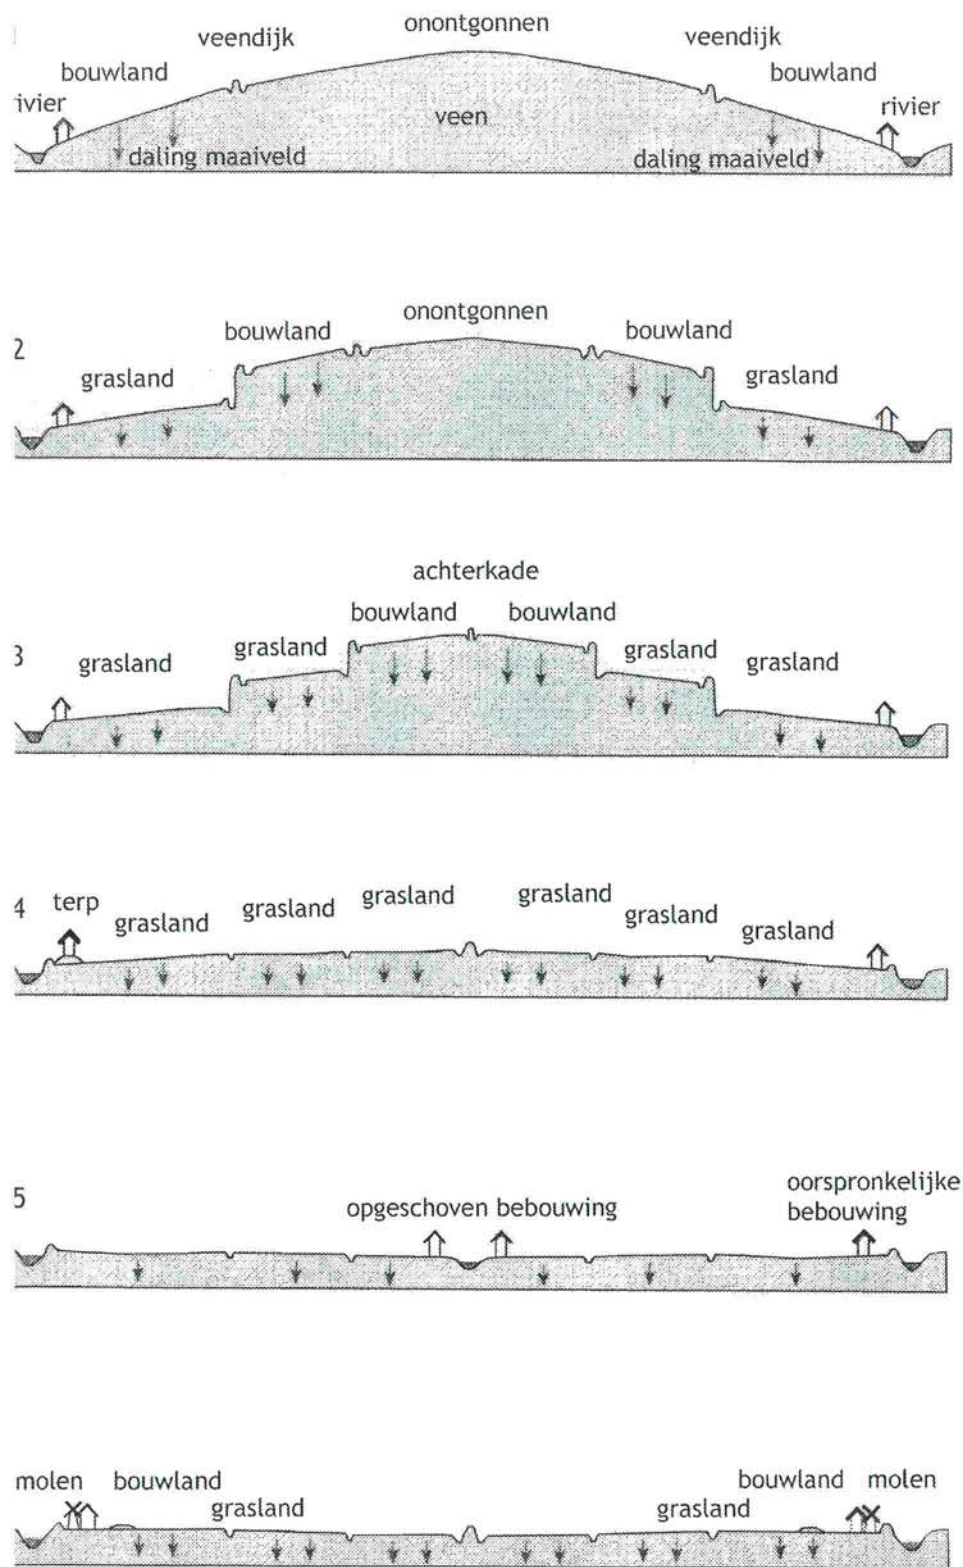 onontgonnen
veendijk veendijk
bouwland bouwland
rivier rivier
veen
daling maaiveld daling maaiveld
2
onontgonnen
bouwland bouwland
grasland grasland
3
achterkade
bouwland bouwland
grasland grasland
grasland grasland
4
terp
grasland grasland grasland grasland grasland grasland
5
opgeschoven bebouwing
oorspronkelijke
bebouwing
molen bouwland bouwland molen
grasland grasland